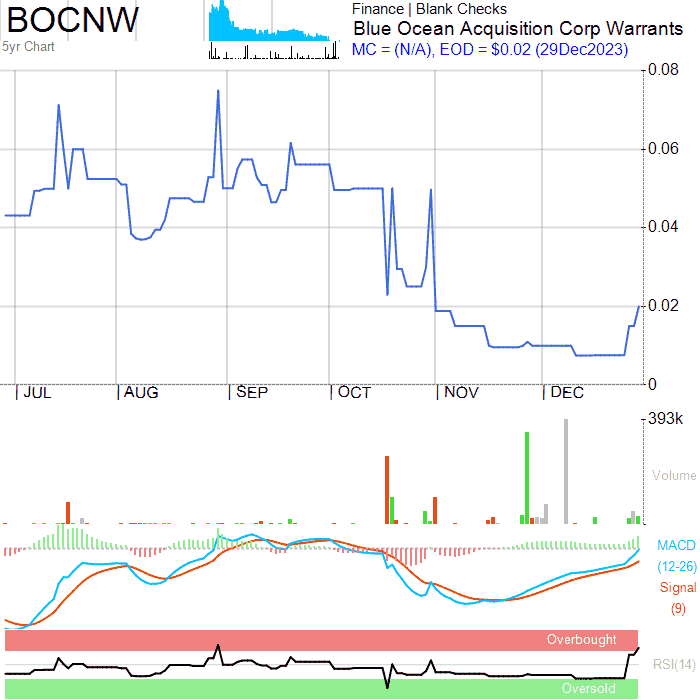 BOCNW
5yr Chart
Finance | Blank Checks
Blue Ocean Acquisition Corp Warrants
MC = (N/A), EOD = $0.02 (29Dec2023)
0.08
0.06
0.04
0.02
0
JUL AUG SEP OCT NOV DEC
393k
Volume
MACD
(12-26)
Signal
(9)
Overbought
RSI(14)
Oversold